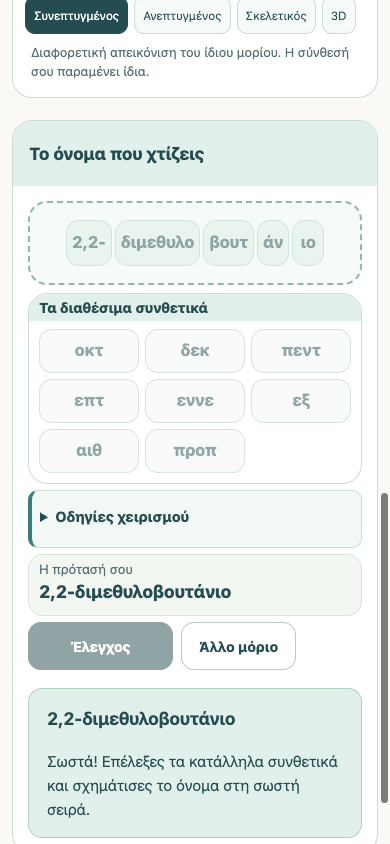 Συνεπτυγμένος Ανεπτυγμένος Σκελετικός 3D
Διαφορετική απεικόνιση του ίδιου μορίου. Η σύνθεσή
σου παραμένει ίδια.
Το όνομα που χτίζεις
2,2- διμεθυλο βουτ άν ιο
Τα διαθέσιμα συνθετικά
οκτ δεκ πεντ
επτ εννε εξ
αιθ προπ
Οδηγίες χειρισμού
Η πρότασή σου
2,2-διμεθυλοβουτάνιο
Έλεγχος Άλλο μόριο
2,2-διμεθυλοβουτάνιο
Σωστά! Επέλεξες τα κατάλληλα συνθετικά
και σχημάτισες το όνομα στη σωστή
σειρά.